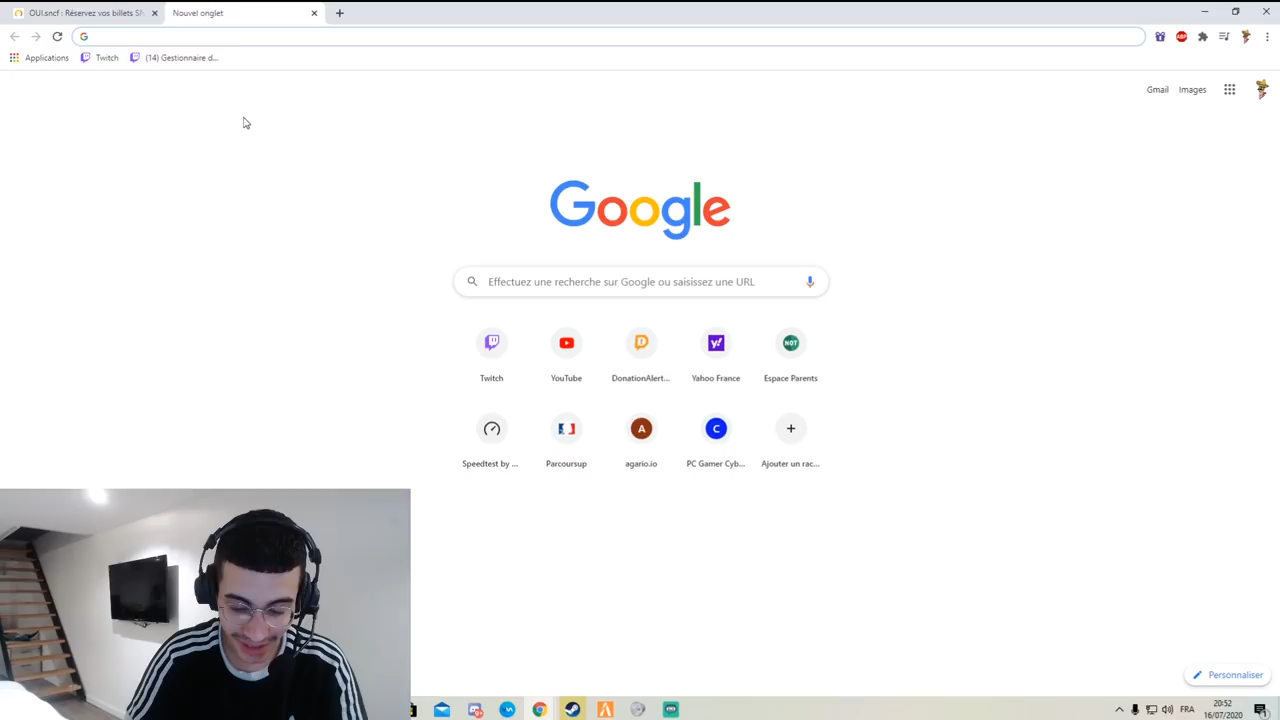 OUI.sncf : Réservez vos billets SN
Nouvel onglet
Applications
Twitch
(14) Gestionnaire d...
Gmail
Images
Google
Effectuez une recherche sur Google ou saisissez une URL
Twitch
YouTube
DonationAlert...
Yahoo France
NOT
Espace Parents
Speedtest by ...
Parcoursup
A
agario.io
C
PC Gamer Cyb...
Ajouter un rac...
Personnaliser
FRA
20:52
16/07/2020